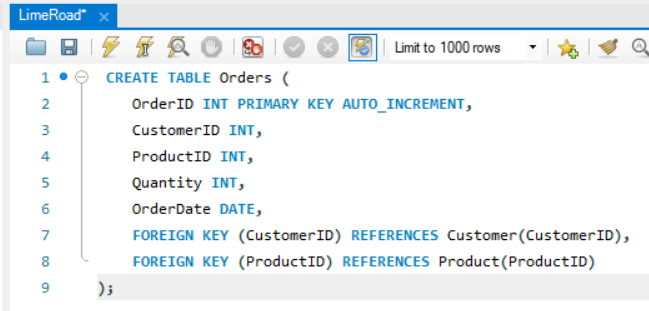 LimeRoad*
Limit to 1000 rows
1 CREATE TABLE Orders (
2 OrderID INT PRIMARY KEY AUTO_INCREMENT,
3 CustomerID INT,
4 ProductID INT,
5 Quantity INT,
6 OrderDate DATE,
7 FOREIGN KEY (CustomerID) REFERENCES Customer(CustomerID),
8 FOREIGN KEY (ProductID) REFERENCES Product(ProductID)
9 );